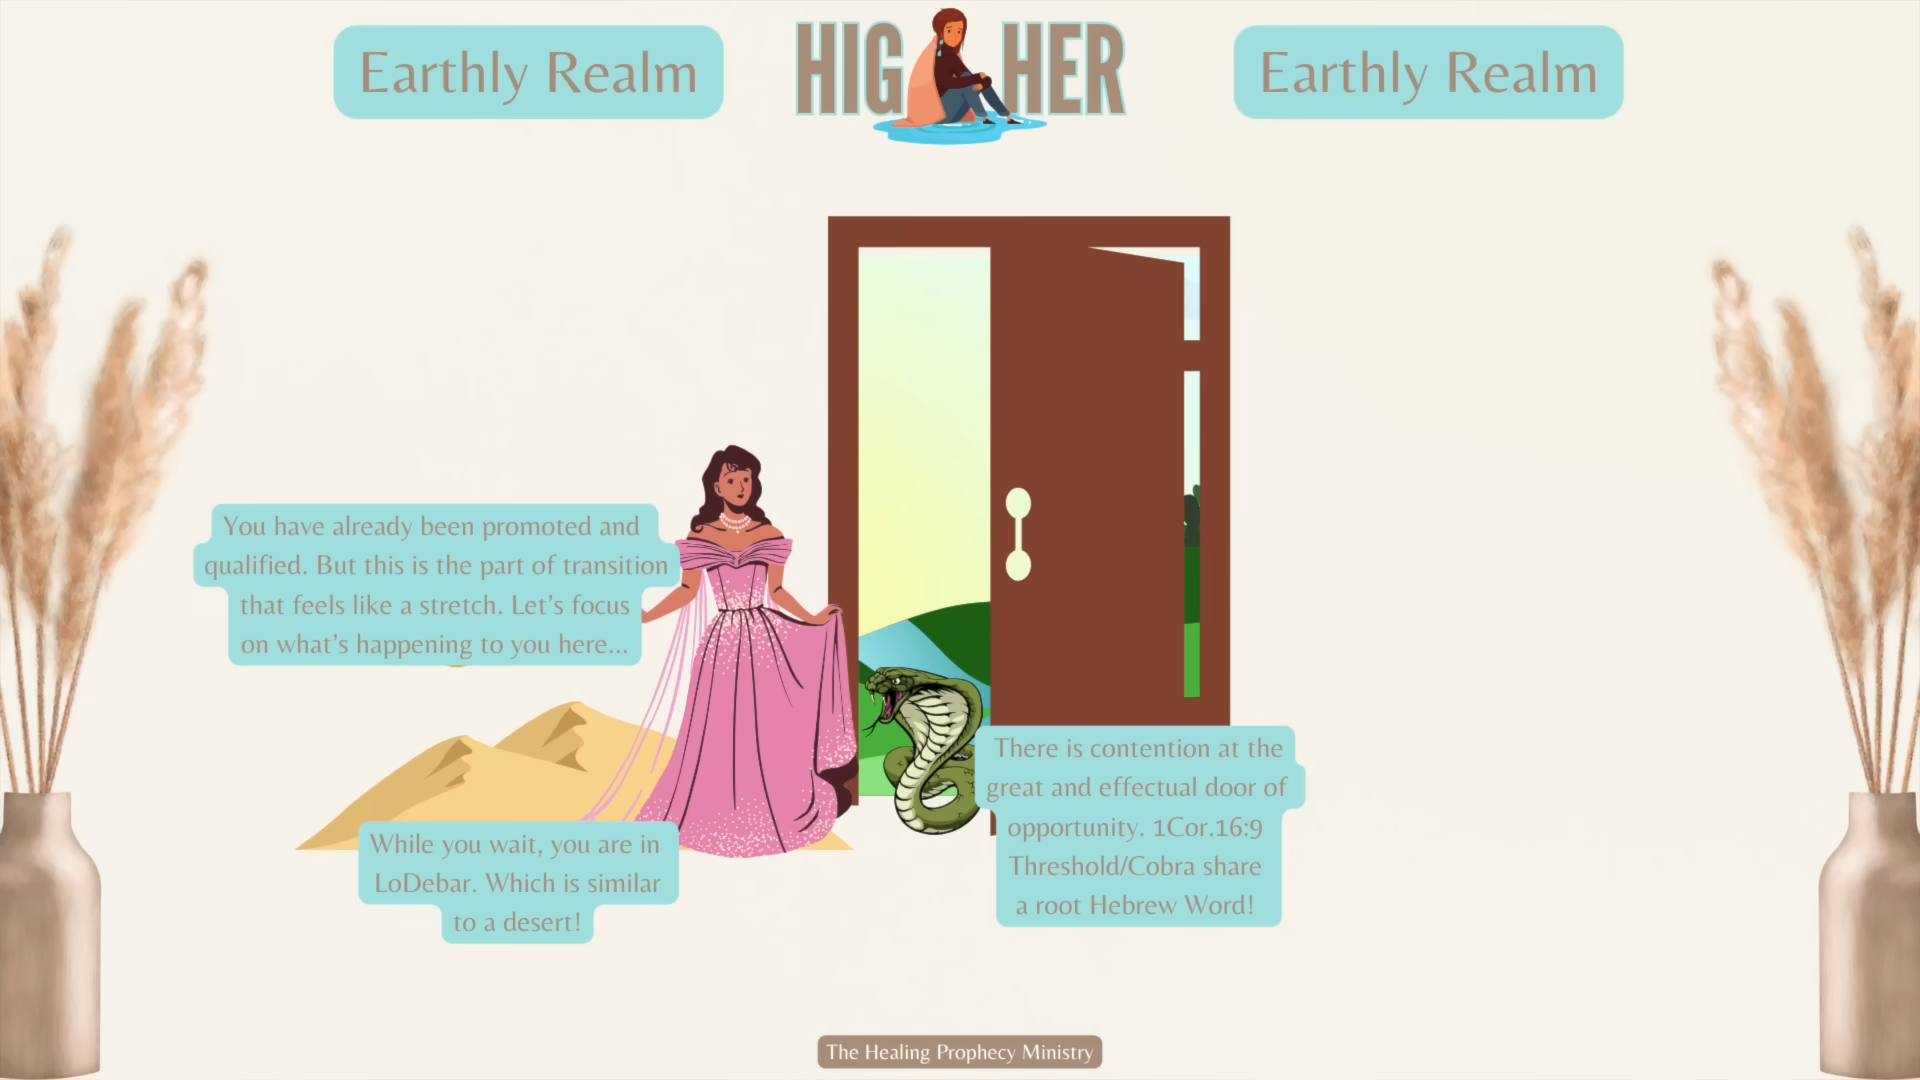 Earthly Realm
HIGHER
Earthly Realm
You have already been promoted and
qualified. But this is the part of transition
that feels like a stretch. Let’s focus
on what’s happening to you here...
There is contention at the
great and effectual door of
opportunity. 1Cor.16:9
Threshold/Cobra share
a root Hebrew Word!
While you wait, you are in
LoDebar. Which is similar
to a desert!
The Healing Prophecy Ministry